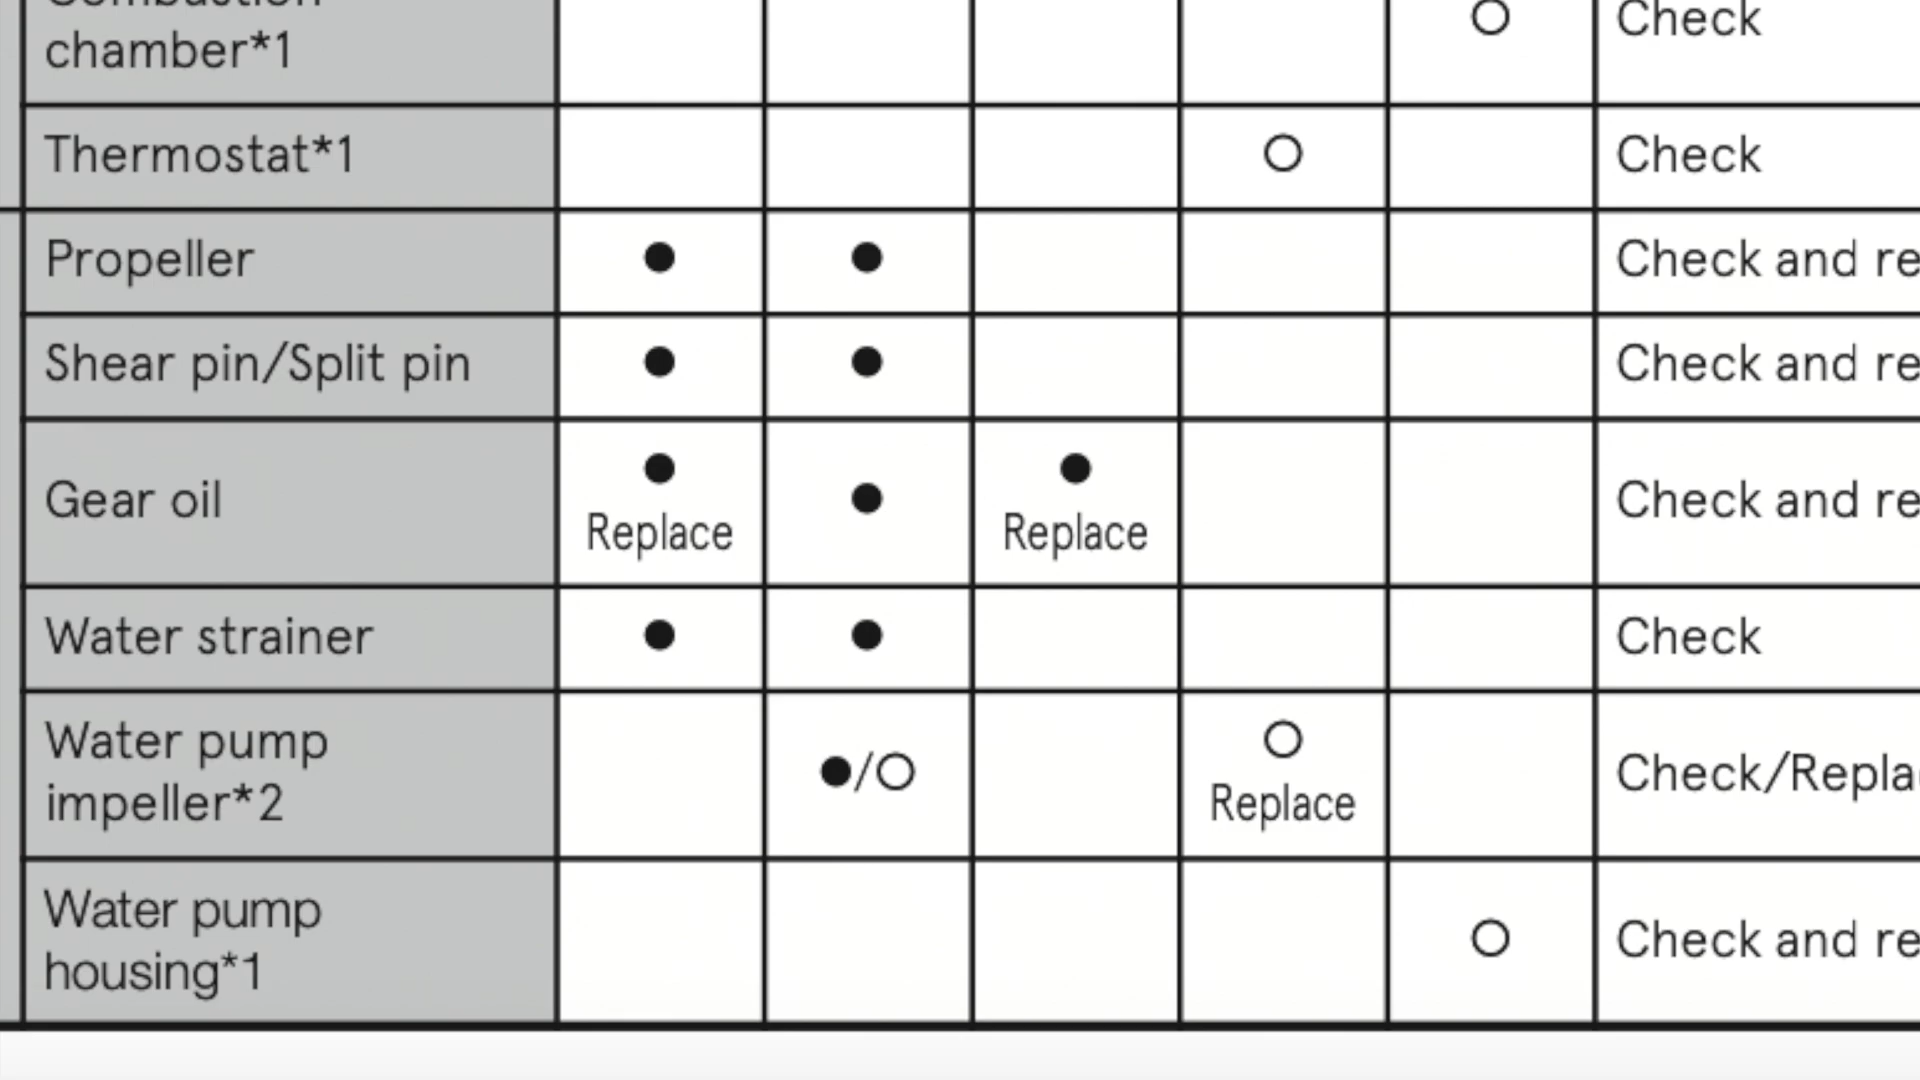 chamber*1
Check
Thermostat*1
Check
Propeller
Check and re
Shear pin/Split pin
Check and re
Gear oil
Replace
Replace
Check and re
Water strainer
Check
Water pump
impeller*2
/
Replace
Check/Repla
Water pump
housing*1
Check and re